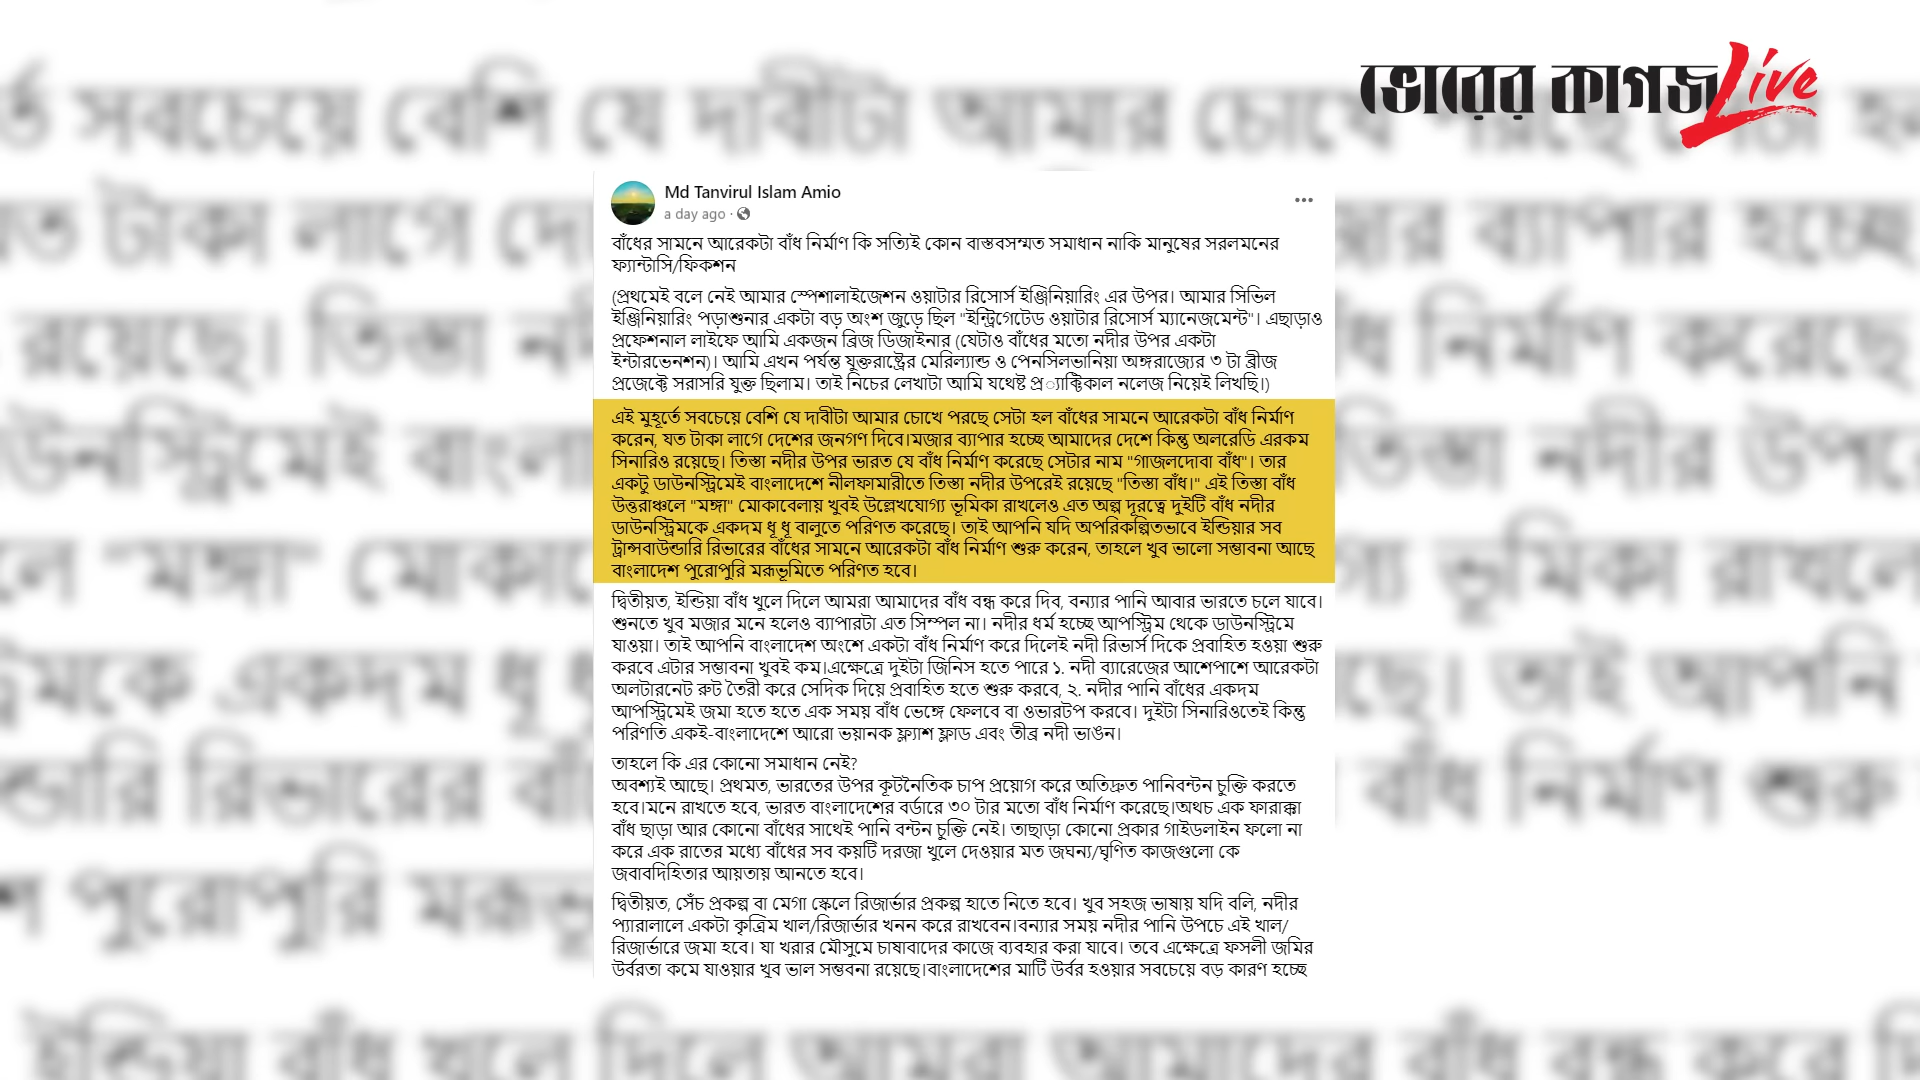 ভোরের কাগজ Live
Md Tanvirul Islam Amio
a day ago ·
বাঁধের সামনে আরেকটা বাঁধ নির্মাণ কি সত্যিই কোন বাস্তবসম্মত সমাধান নাকি মানুষের সরলমনের
ফ্যান্টাসি/ফিকশন
(প্রথমেই বলে নেই আমার স্পেশালাইজেশন ওয়াটার রিসোর্স ইঞ্জিনিয়ারিং এর উপর। আমার সিভিল
ইঞ্জিনিয়ারিং পড়াশুনার একটা বড় অংশ জুড়ে ছিল "ইন্ট্রিগেটেড ওয়াটার রিসোর্স ম্যানেজমেন্ট"। এছাড়াও
প্রফেশনাল লাইফে আমি একজন ব্রিজ ডিজাইনার (যেটাও বাঁধের মতো নদীর উপর একটা
ইন্টারভেনশন)। আমি এখন পর্যন্ত যুক্তরাষ্ট্রের মেরিল্যান্ড ও পেনসিলভানিয়া অঙ্গরাজ্যের ৩ টা ব্রীজ
প্রজেক্টে সরাসরি যুক্ত ছিলাম। তাই নিচের লেখাটা আমি যথেষ্ট প্র্যাক্টিকাল নলেজ নিয়েই লিখছি।)
এই মুহূর্তে সবচেয়ে বেশি যে দাবীটা আমার চোখে পরছে সেটা হল বাঁধের সামনে আরেকটা বাঁধ নির্মাণ
করেন, যত টাকা লাগে দেশের জনগণ দিবে।মজার ব্যাপার হচ্ছে আমাদের দেশে কিন্তু অলরেডি এরকম
সিনারিও রয়েছে। তিস্তা নদীর উপর ভারত যে বাঁধ নির্মাণ করেছে সেটার নাম "গাজলদোবা বাঁধ"। তার
একটু ডাউনস্ট্রিমেই বাংলাদেশে নীলফামারীতে তিস্তা নদীর উপরেই রয়েছে "তিস্তা বাঁধ।" এই তিস্তা বাঁধ
উত্তরাঞ্চলে "মঙ্গা" মোকাবেলায় খুবই উল্লেখযোগ্য ভূমিকা রাখলেও এত অল্প দূরত্বে দুইটি বাঁধ নদীর
ডাউনস্ট্রিমকে একদম ধূ ধূ বালুতে পরিণত করেছে। তাই আপনি যদি অপরিকল্পিতভাবে ইন্ডিয়ার সব
ট্রান্সবাউন্ডারি রিভারের বাঁধের সামনে আরেকটা বাঁধ নির্মাণ শুরু করেন, তাহলে খুব ভালো সম্ভাবনা আছে
বাংলাদেশ পুরোপুরি মরূভূমিতে পরিণত হবে।
দ্বিতীয়ত, ইন্ডিয়া বাঁধ খুলে দিলে আমরা আমাদের বাঁধ বন্ধ করে দিব, বন্যার পানি আবার ভারতে চলে যাবে।
শুনতে খুব মজার মনে হলেও ব্যাপারটা এত সিম্পল না। নদীর ধর্ম হচ্ছে আপস্ট্রিম থেকে ডাউনস্ট্রিমে
যাওয়া। তাই আপনি বাংলাদেশ অংশে একটা বাঁধ নির্মাণ করে দিলেই নদী রিভার্স দিকে প্রবাহিত হওয়া শুরু
করবে এটার সম্ভাবনা খুবই কম।এক্ষেত্রে দুইটা জিনিস হতে পারে ১. নদী ব্যারেজের আশেপাশে আরেকটা
অলটারনেট রুট তৈরী করে সেদিক দিয়ে প্রবাহিত হতে শুরু করবে, ২. নদীর পানি বাঁধের একদম
আপস্ট্রিমেই জমা হতে হতে এক সময় বাঁধ ভেঙ্গে ফেলবে বা ওভারটপ করবে। দুইটা সিনারিওতেই কিন্তু
পরিণতি একই-বাংলাদেশে আরো ভয়ানক ফ্ল্যাশ ফ্লাড এবং তীব্র নদী ভাঙন।
তাহলে কি এর কোনো সমাধান নেই?
অবশ্যই আছে। প্রথমত, ভারতের উপর কূটনৈতিক চাপ প্রয়োগ করে অতিদ্রুত পানিবন্টন চুক্তি করতে
হবে।মনে রাখতে হবে, ভারত বাংলাদেশের বর্ডারে ৩০ টার মতো বাঁধ নির্মাণ করেছে।অথচ এক ফারাক্কা
বাঁধ ছাড়া আর কোনো বাঁধের সাথেই পানি বন্টন চুক্তি নেই। তাছাড়া কোনো প্রকার গাইডলাইন ফলো না
করে এক রাতের মধ্যে বাঁধের সব কয়টি দরজা খুলে দেওয়ার মত জঘন্য/ঘৃণিত কাজগুলো কে
জবাবদিহিতার আয়তায় আনতে হবে।
দ্বিতীয়ত, সেঁচ প্রকল্প বা মেগা স্কেলে রিজার্ভার প্রকল্প হাতে নিতে হবে। খুব সহজ ভাষায় যদি বলি, নদীর
প্যারালালে একটা কৃত্রিম খাল/রিজার্ভার খনন করে রাখবেন।বন্যার সময় নদীর পানি উপচে এই খাল/
রিজার্ভারে জমা হবে। যা খরার মৌসুমে চাষাবাদের কাজে ব্যবহার করা যাবে। তবে এক্ষেত্রে ফসলী জমির
উর্বরতা কমে যাওয়ার খুব ভাল সম্ভবনা রয়েছে।বাংলাদেশের মাটি উর্বর হওয়ার সবচেয়ে বড় কারণ হচ্ছে